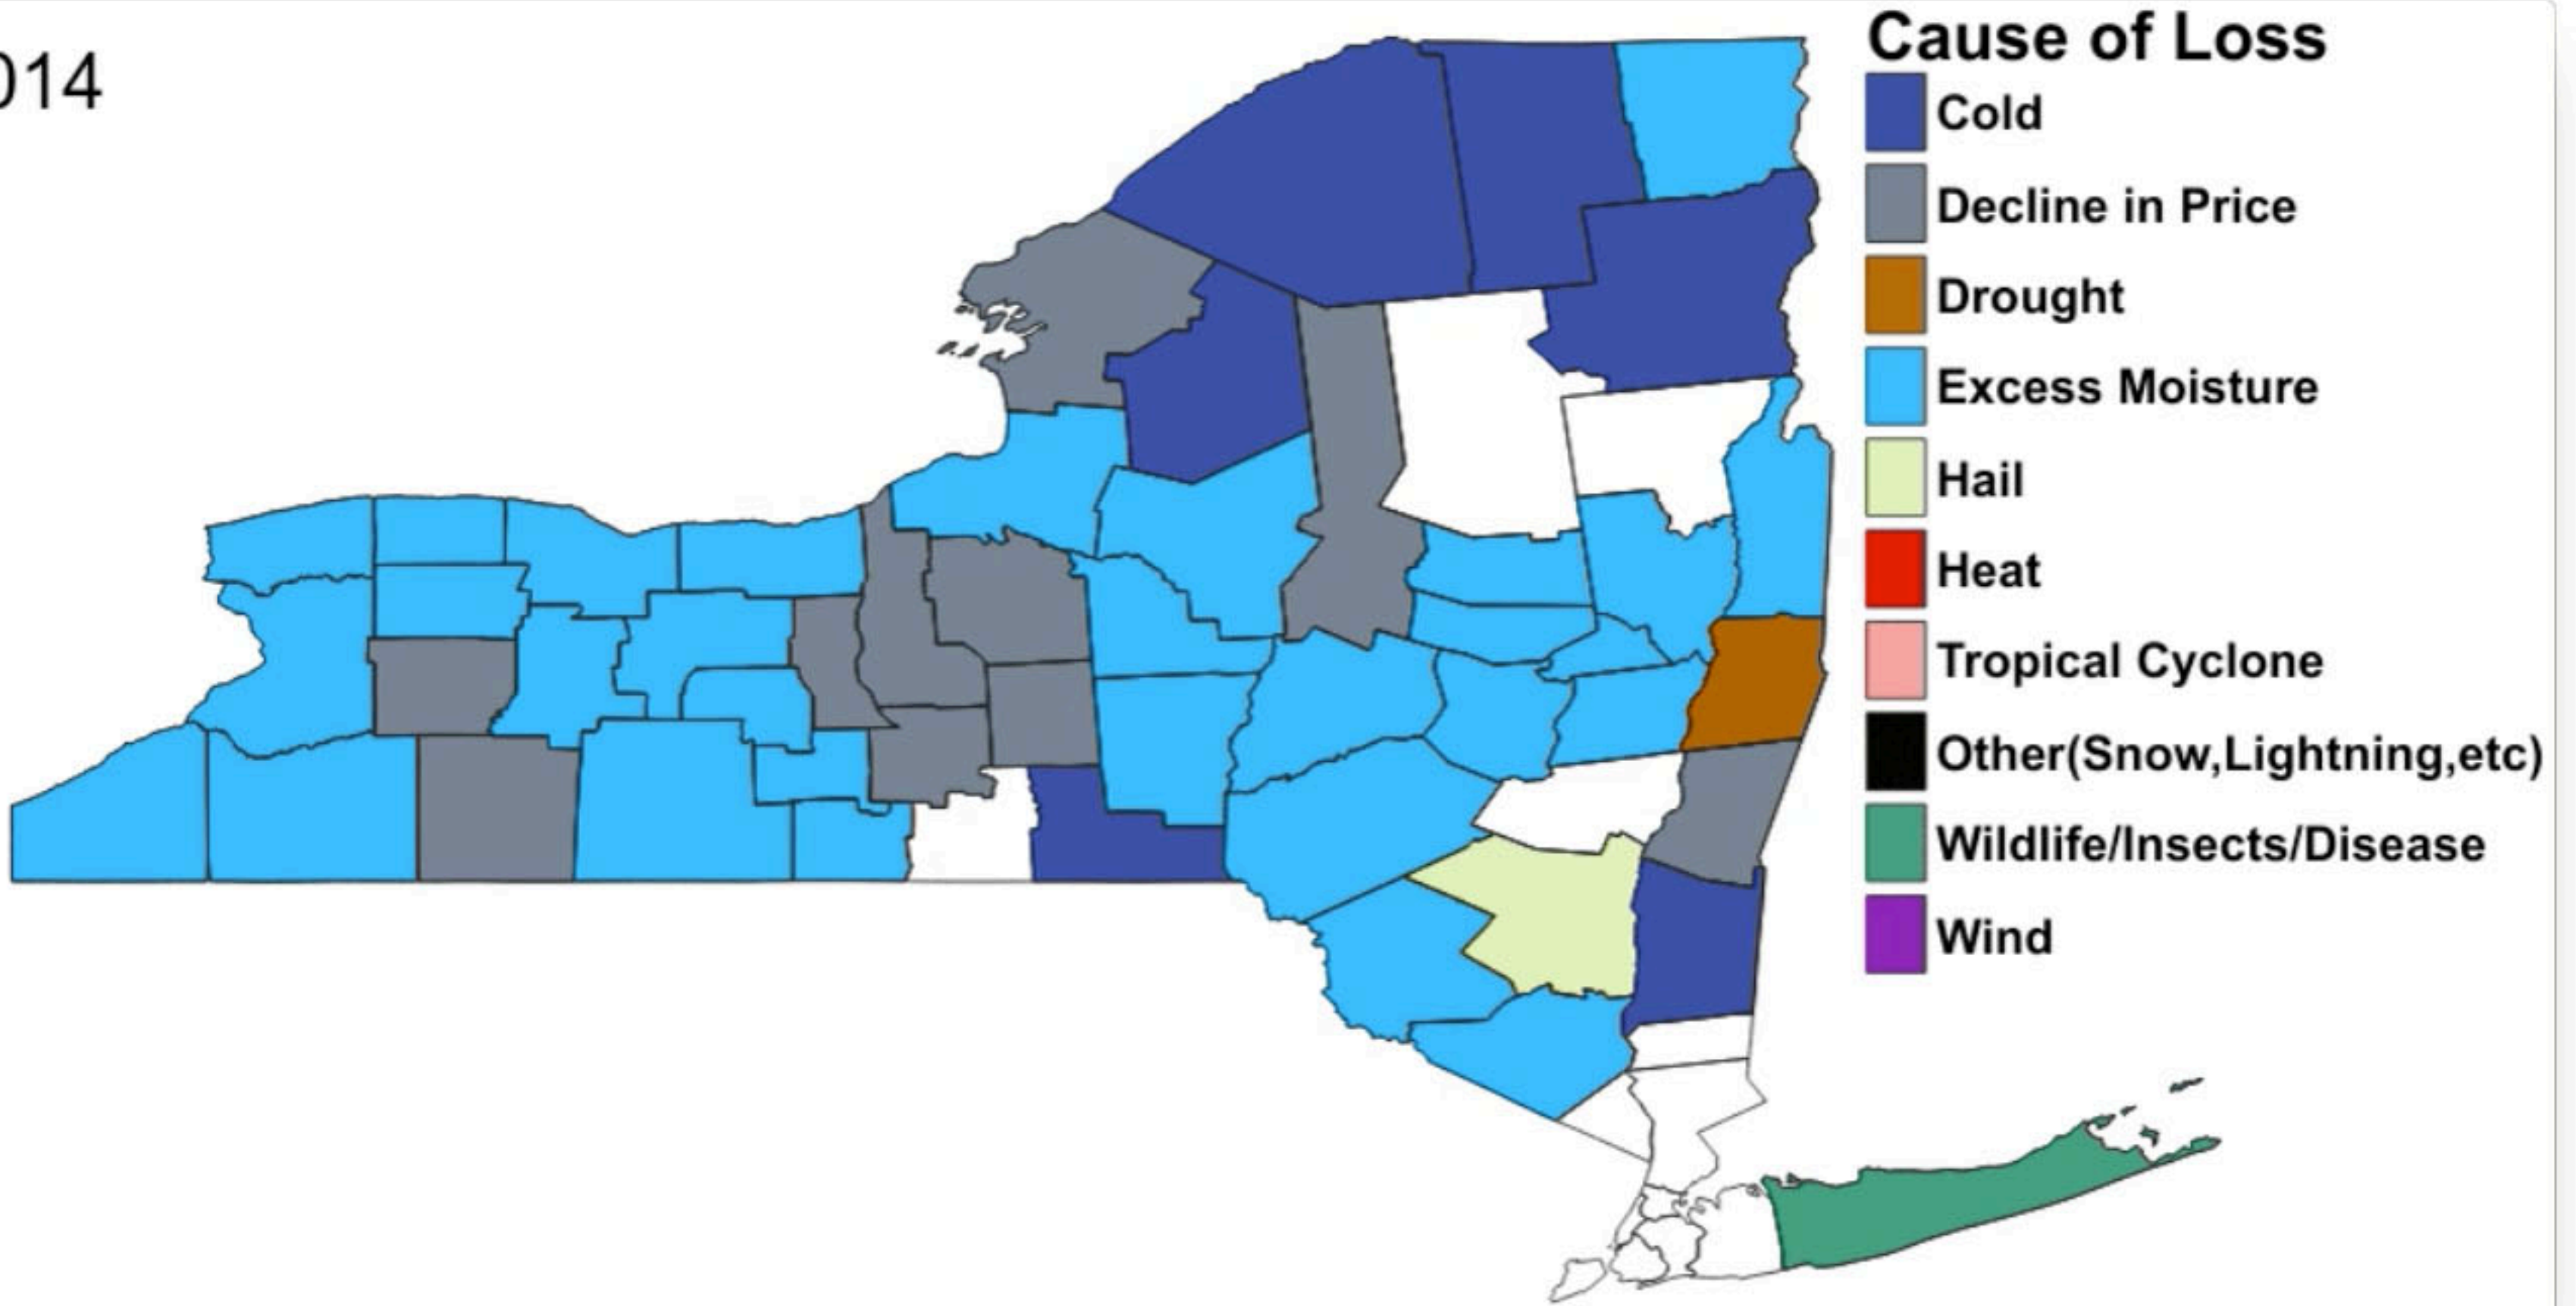 014
Cause of Loss
Cold
Decline in Price
Drought
Excess Moisture
Hail
Heat
Tropical Cyclone
Other(Snow,Lightning,etc)
Wildlife/Insects/Disease
Wind